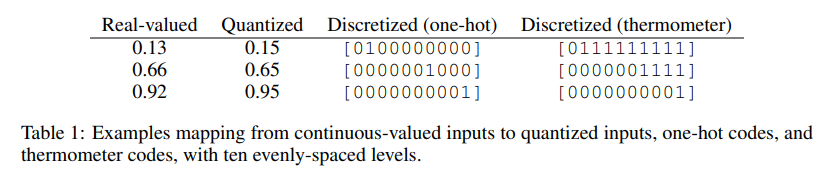 Real-valued Quantized Discretized (one-hot) Discretized (thermometer)
0.13 0.15 [0100000000] [0111111111]
0.66 0.65 [0000001000] [0000001111]
0.92 0.95 [0000000001] [0000000001]
Table 1: Examples mapping from continuous-valued inputs to quantized inputs, one-hot codes, and
thermometer codes, with ten evenly-spaced levels.